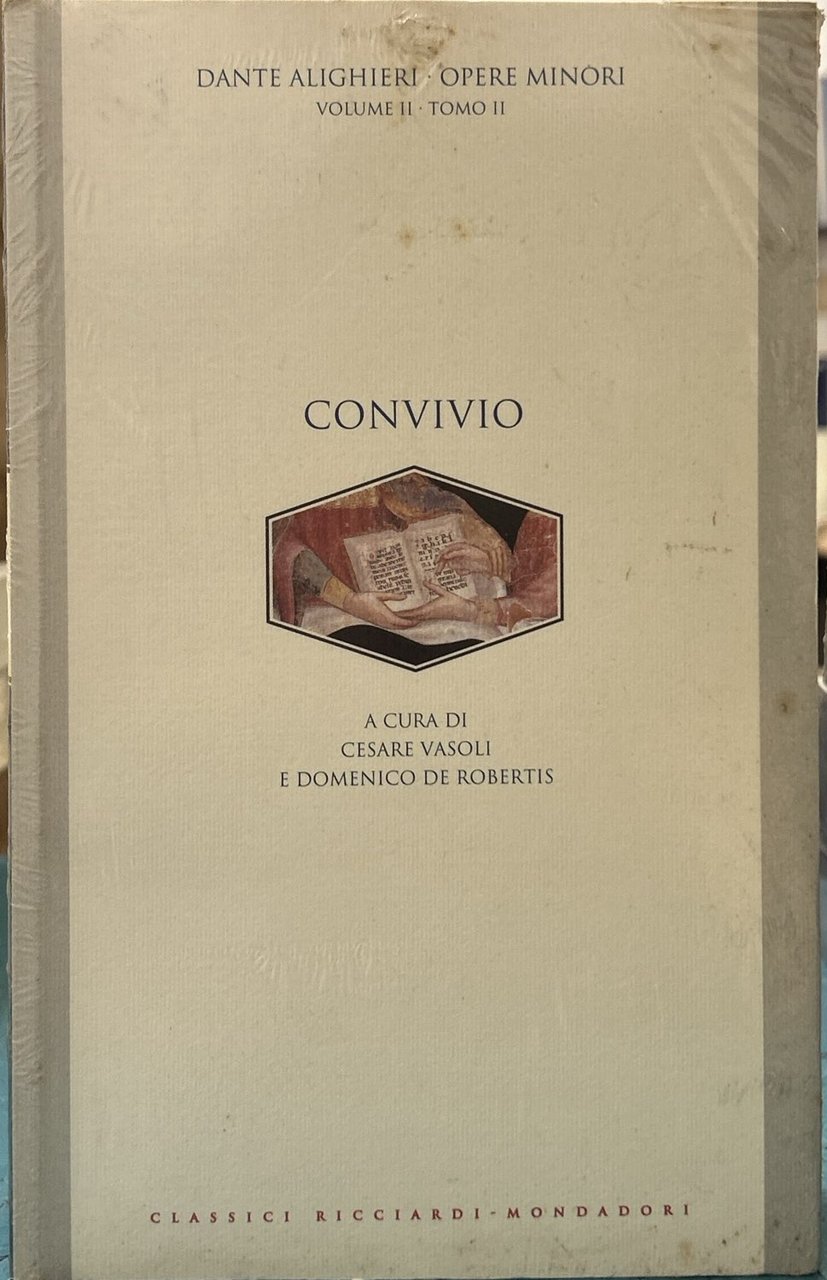 DANTE ALIGHIERI · OPERE MINORI
VOLUME II · TOMO II
CONVIVIO
A CURA DI
CESARE VASOLI
E DOMENICO DE ROBERTIS
CLASSICI RICCIARDI-MONDADORI